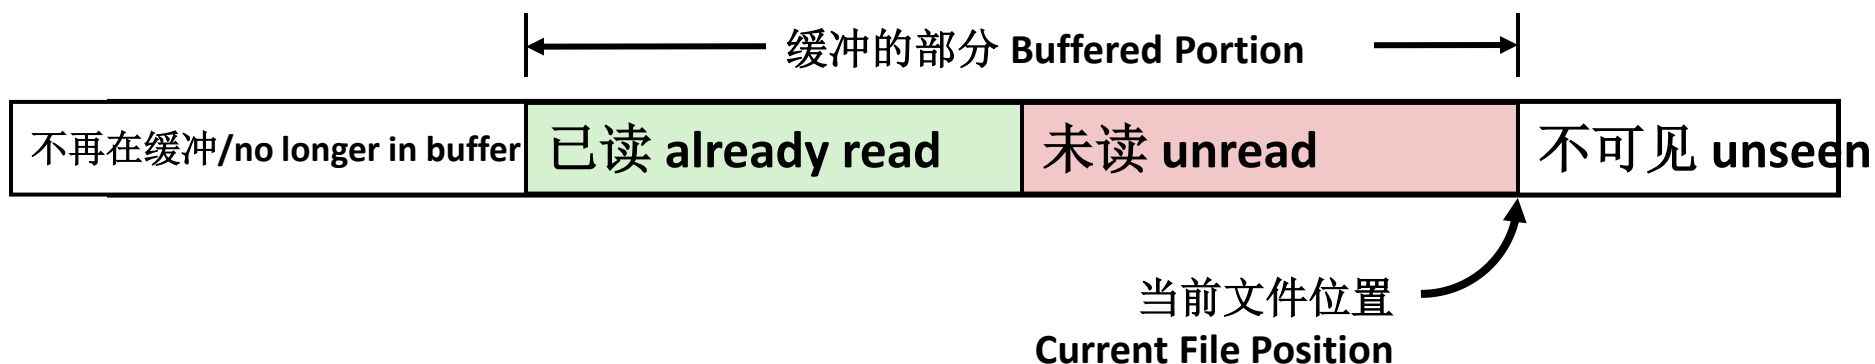 缓冲的部分 Buffered Portion
不再在缓冲/no longer in buffer
已读 already read
未读 unread
不可见 unseen
当前文件位置
Current File Position